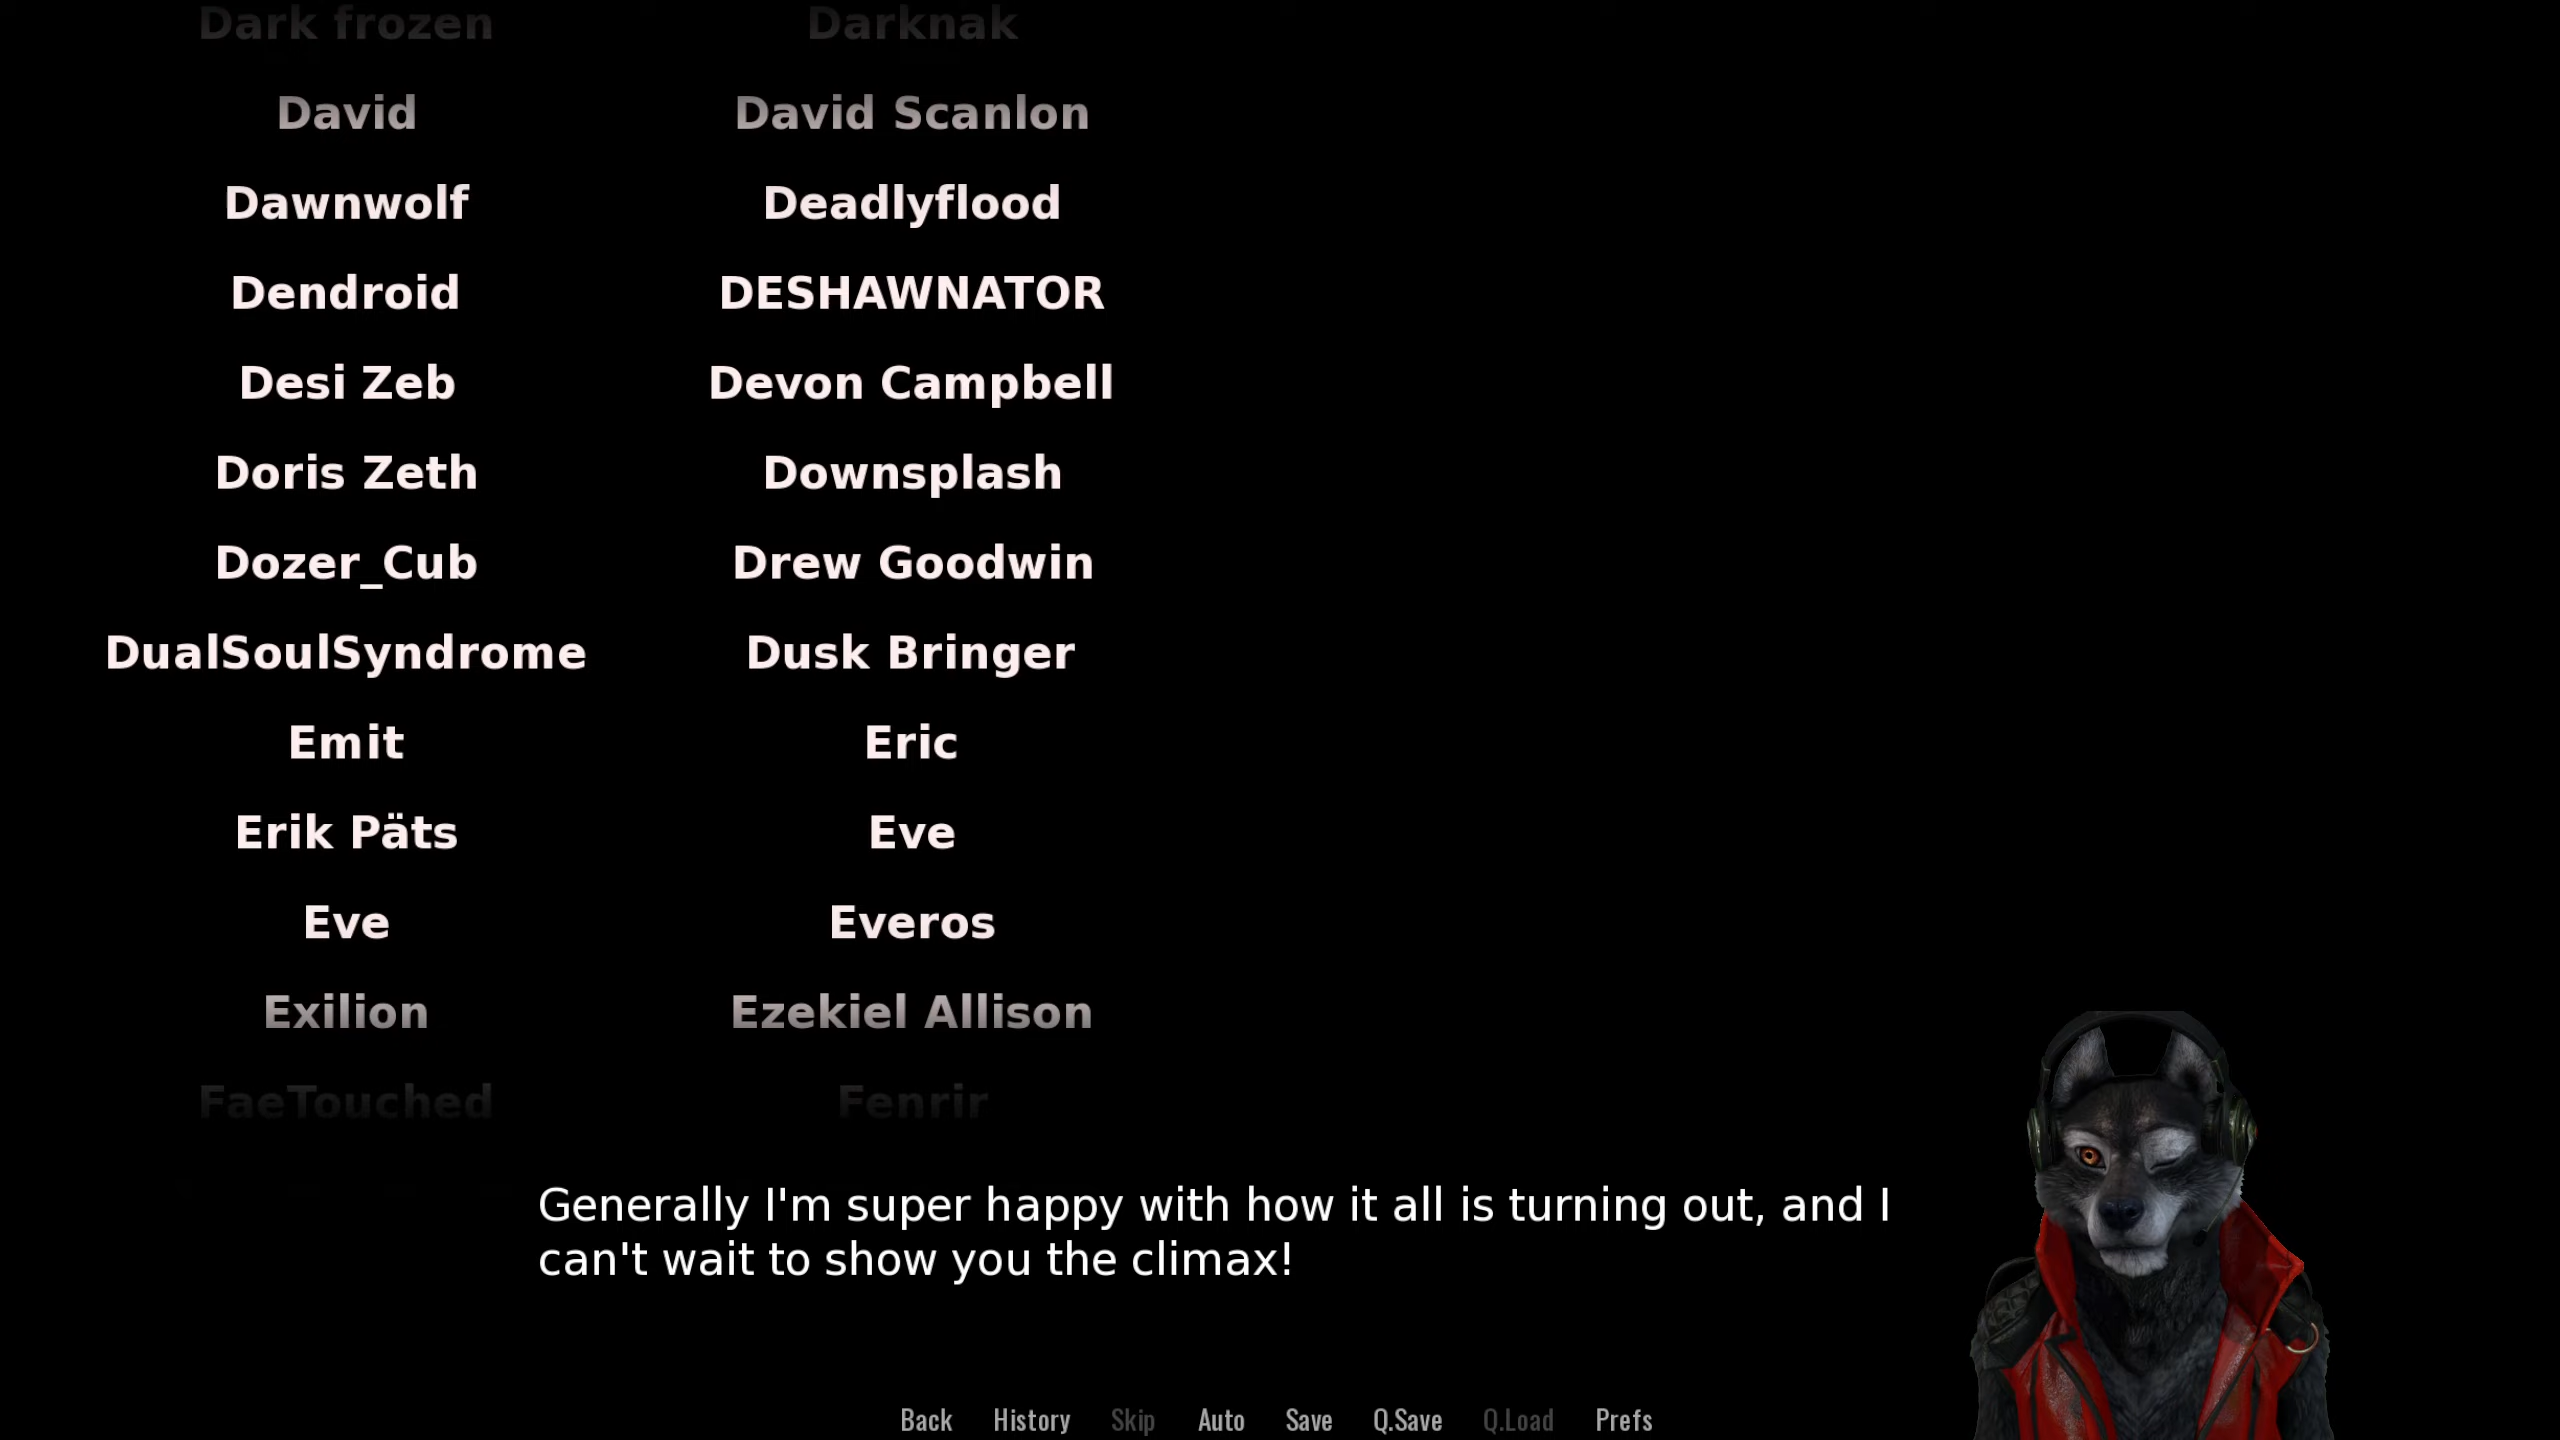 Dark frozen Darknak
David David Scanlon
Dawnwolf Deadlyflood
Dendroid DESHAWNATOR
Desi Zeb Devon Campbell
Doris Zeth Downsplash
Dozer_Cub Drew Goodwin
DualSoulSyndrome Dusk Bringer
Emit Eric
Erik Päts Eve
Eve Everos
Exilion Ezekiel Allison
FaeTouched Fenrir
Generally I'm super happy with how it all is turning out, and I
can't wait to show you the climax!
Back History Skip Auto Save Q.Save Q.Load Prefs